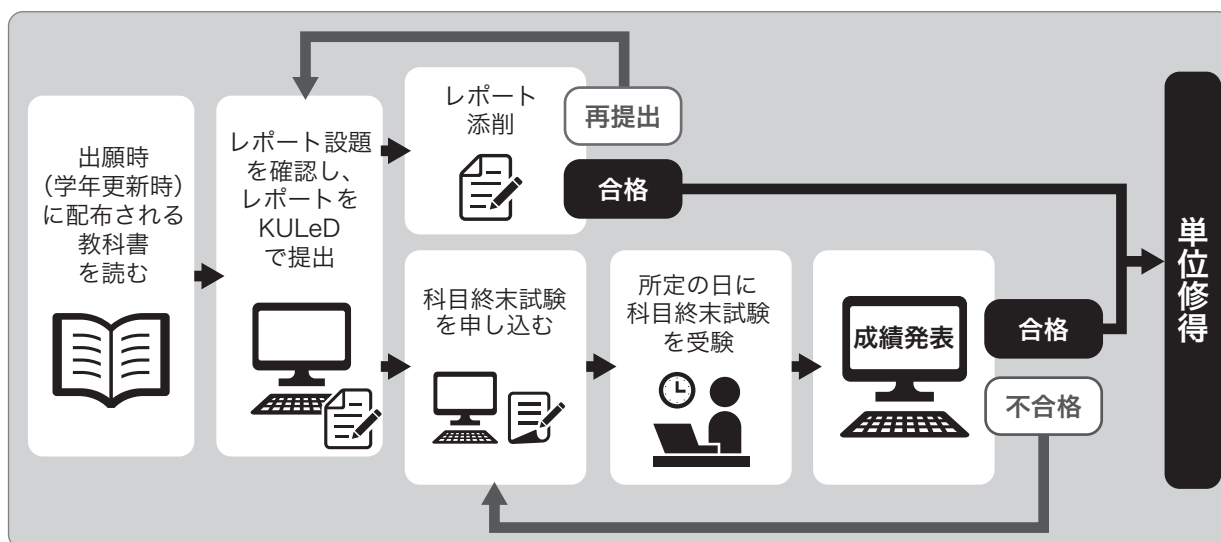 出願時
（学年更新時）
に配布される
教科書
を読む
レポート設題
を確認し、
レポートを
KULeD
で提出
レポート
添削
再提出
合格
科目終末試験
を申し込む
所定の日に
科目終末試験
を受験
成績発表
合格
不合格
単位修得